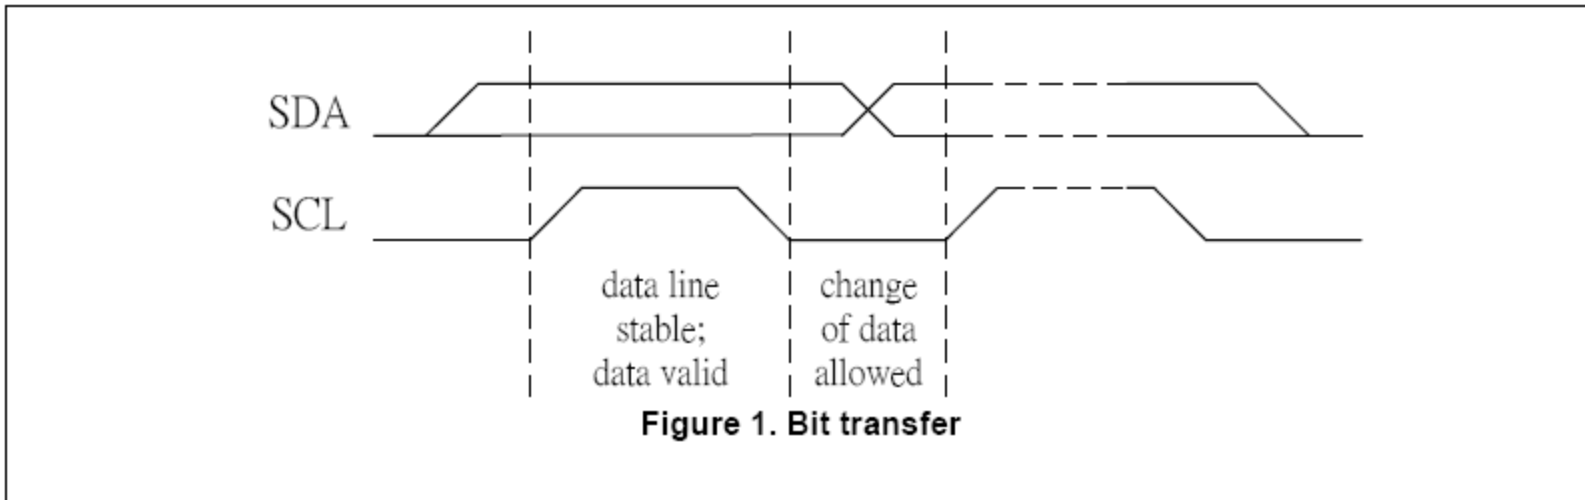 SDA
SCL
data line
stable;
data valid
change
of data
allowed
Figure 1. Bit transfer